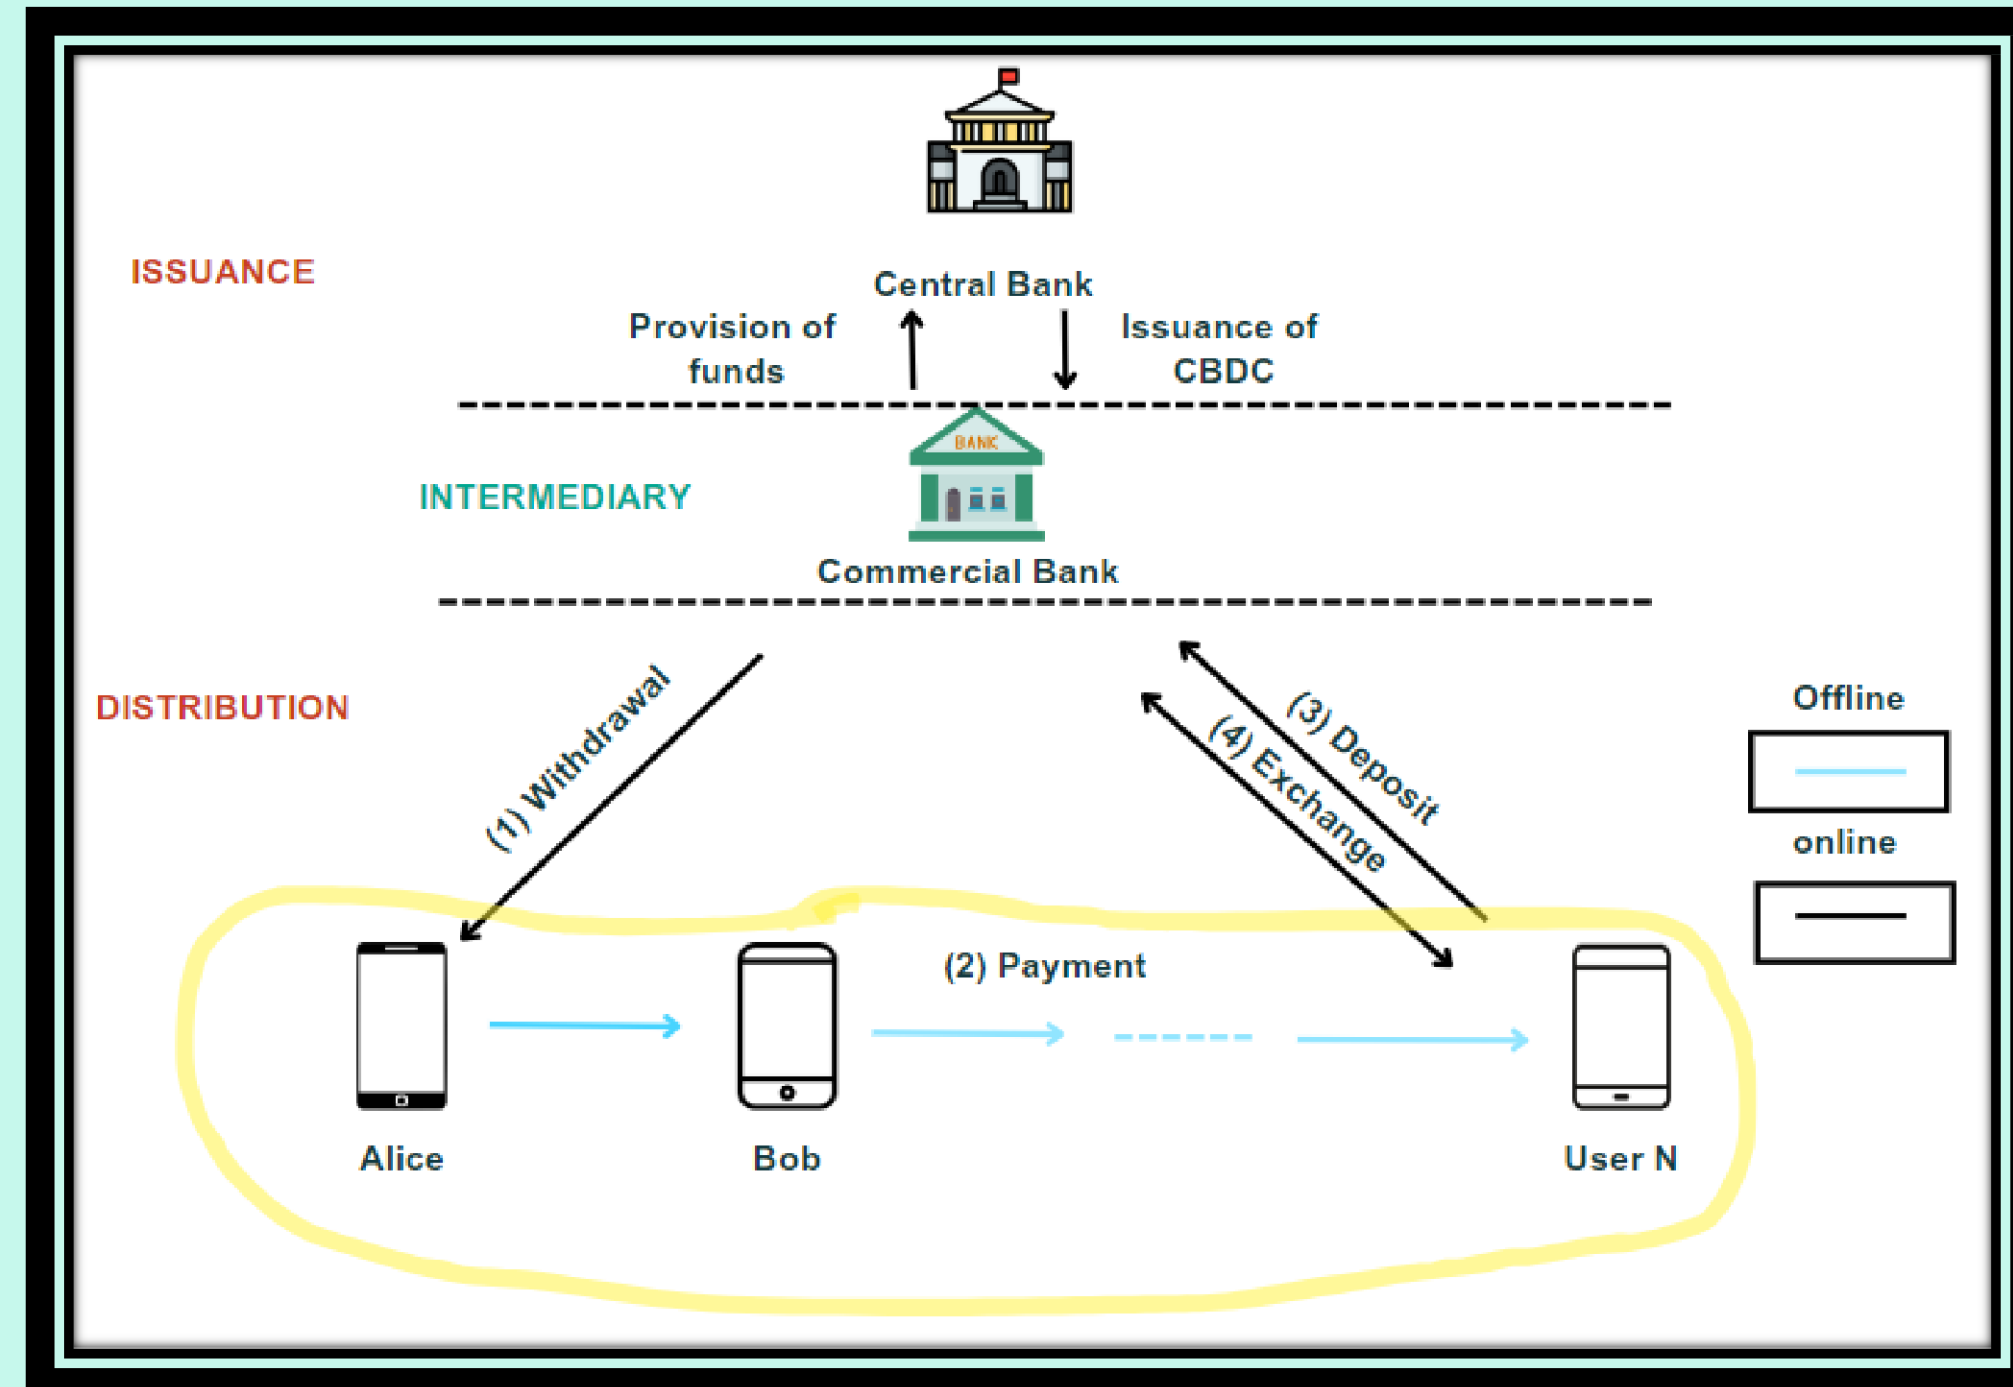 ISSUANCE
Central Bank
Provision of
funds
Issuance of
CBDC
BANK
INTERMEDIARY
Commercial Bank
DISTRIBUTION
(1) Withdrawal
(3) Deposit
(4) Exchange
Offline
online
(2) Payment
Alice
Bob
User N